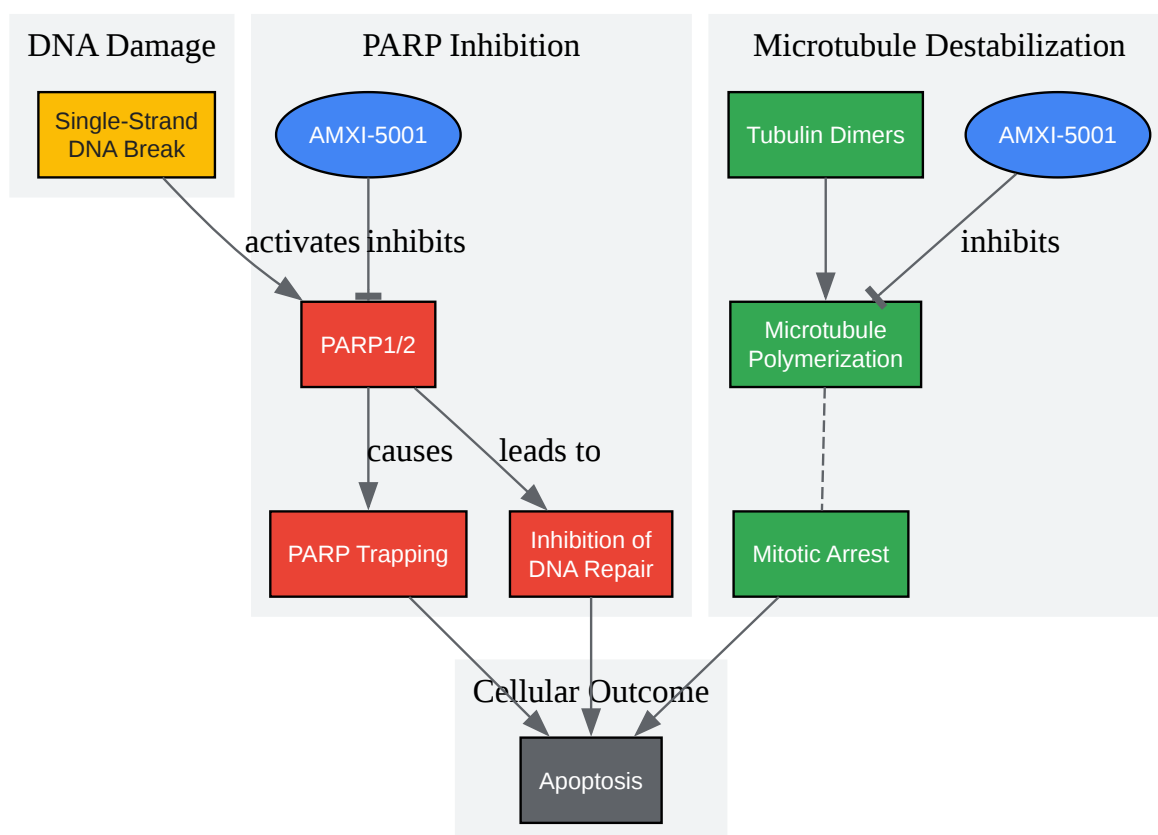 DNA Damage
PARP Inhibition
Microtubule Destabilization
Single-Strand
DNA Break
AMXI-5001
Tubulin Dimers
AMXI-5001
activates
inhibits
inhibits
PARP1/2
Microtubule
Polymerization
causes
leads to
PARP Trapping
Inhibition of
DNA Repair
Mitotic Arrest
Cellular Outcome
Apoptosis